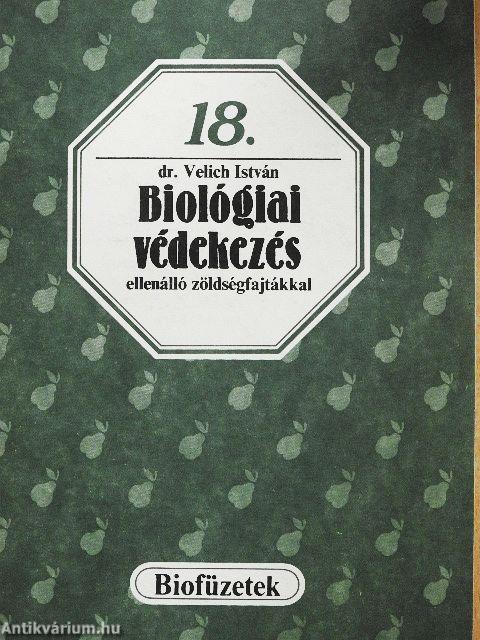 18.
dr. Velich István
Biológiai
védekezés
ellenálló zöldségfajtákkal
Biofüzetek
Antikvárium.hu